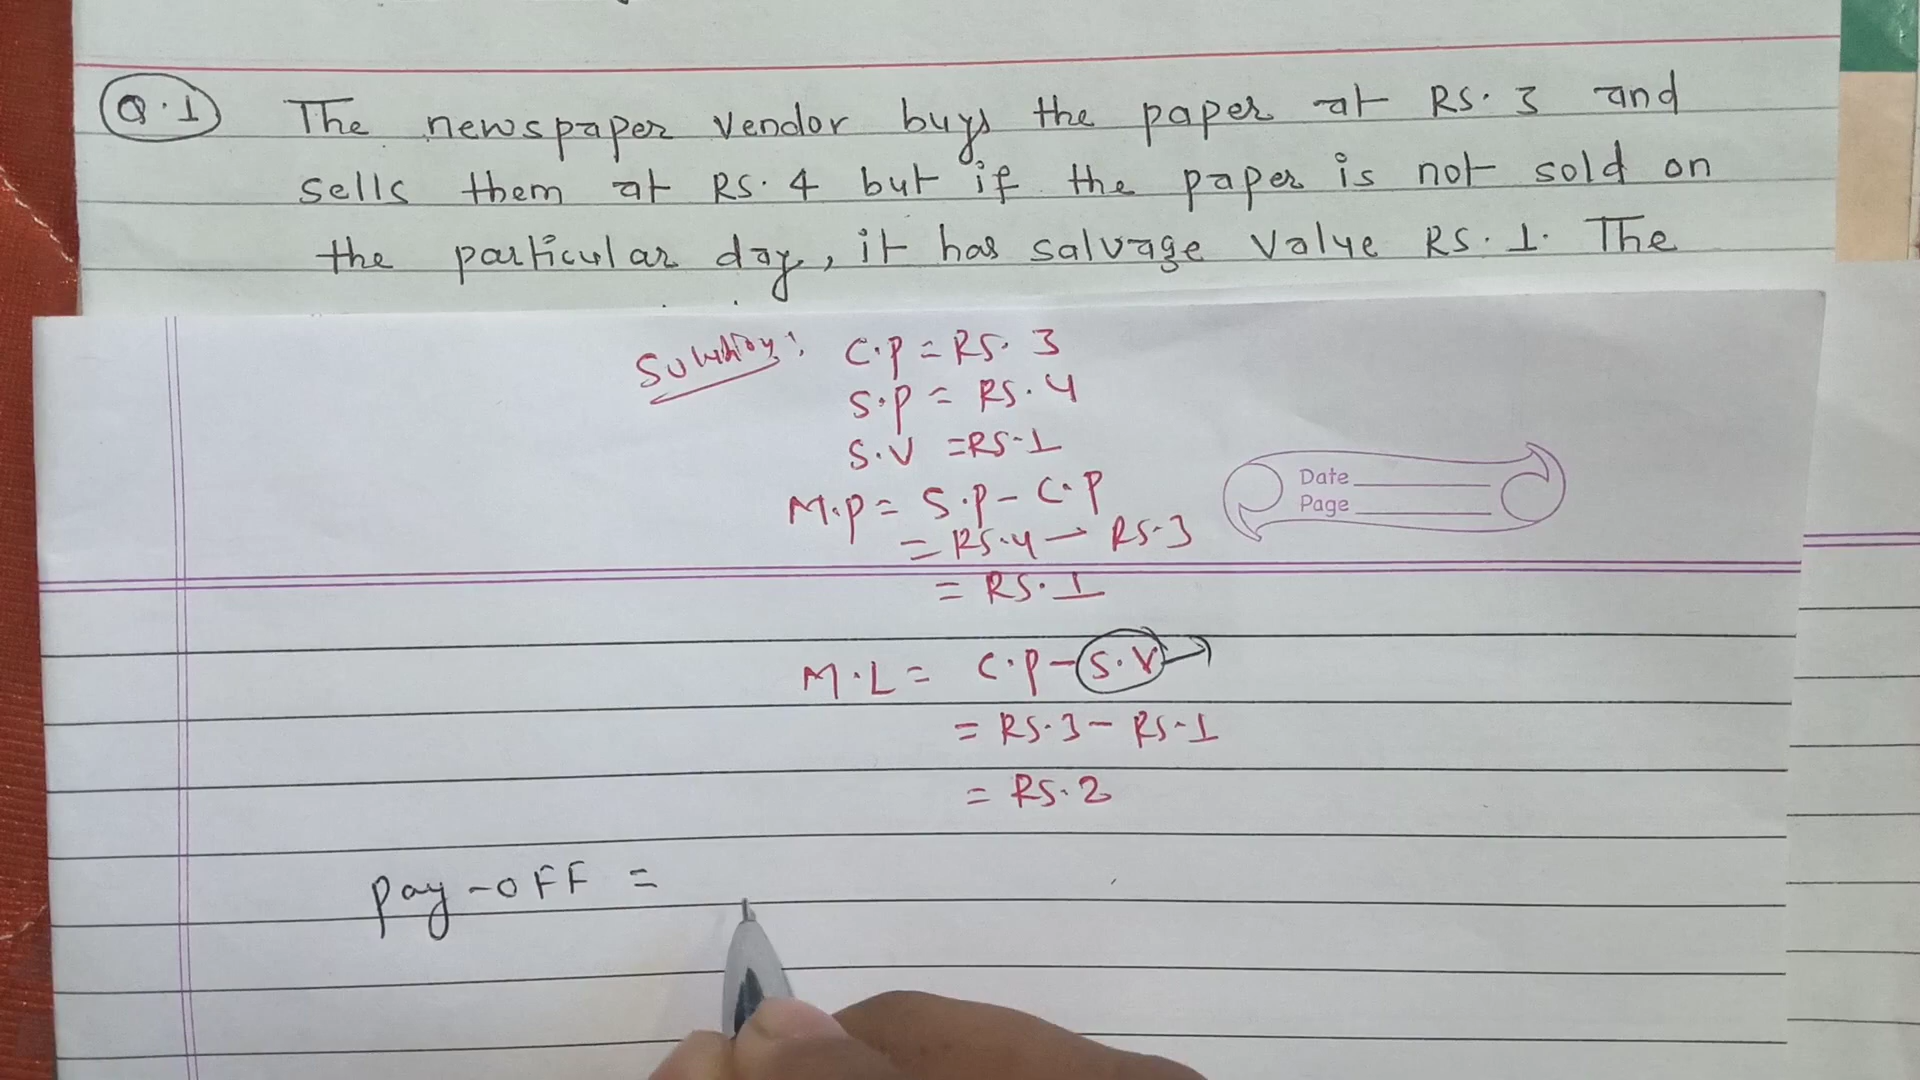 Q.1 The newspaper vendor buys the paper at RS. 3 and
sells them at RS. 4 but if the paper is not sold on
the particular day, it has salvage value RS. 1. The
Solution: C.P = RS. 3
S.P = RS. 4
S.V = RS. 1
M.P = S.P - C.P
= RS. 4 - RS. 3
= RS. 1
Date
Page
M.L = C.P - S.V
= RS. 3 - RS. 1
= RS. 2
Pay-OFF =